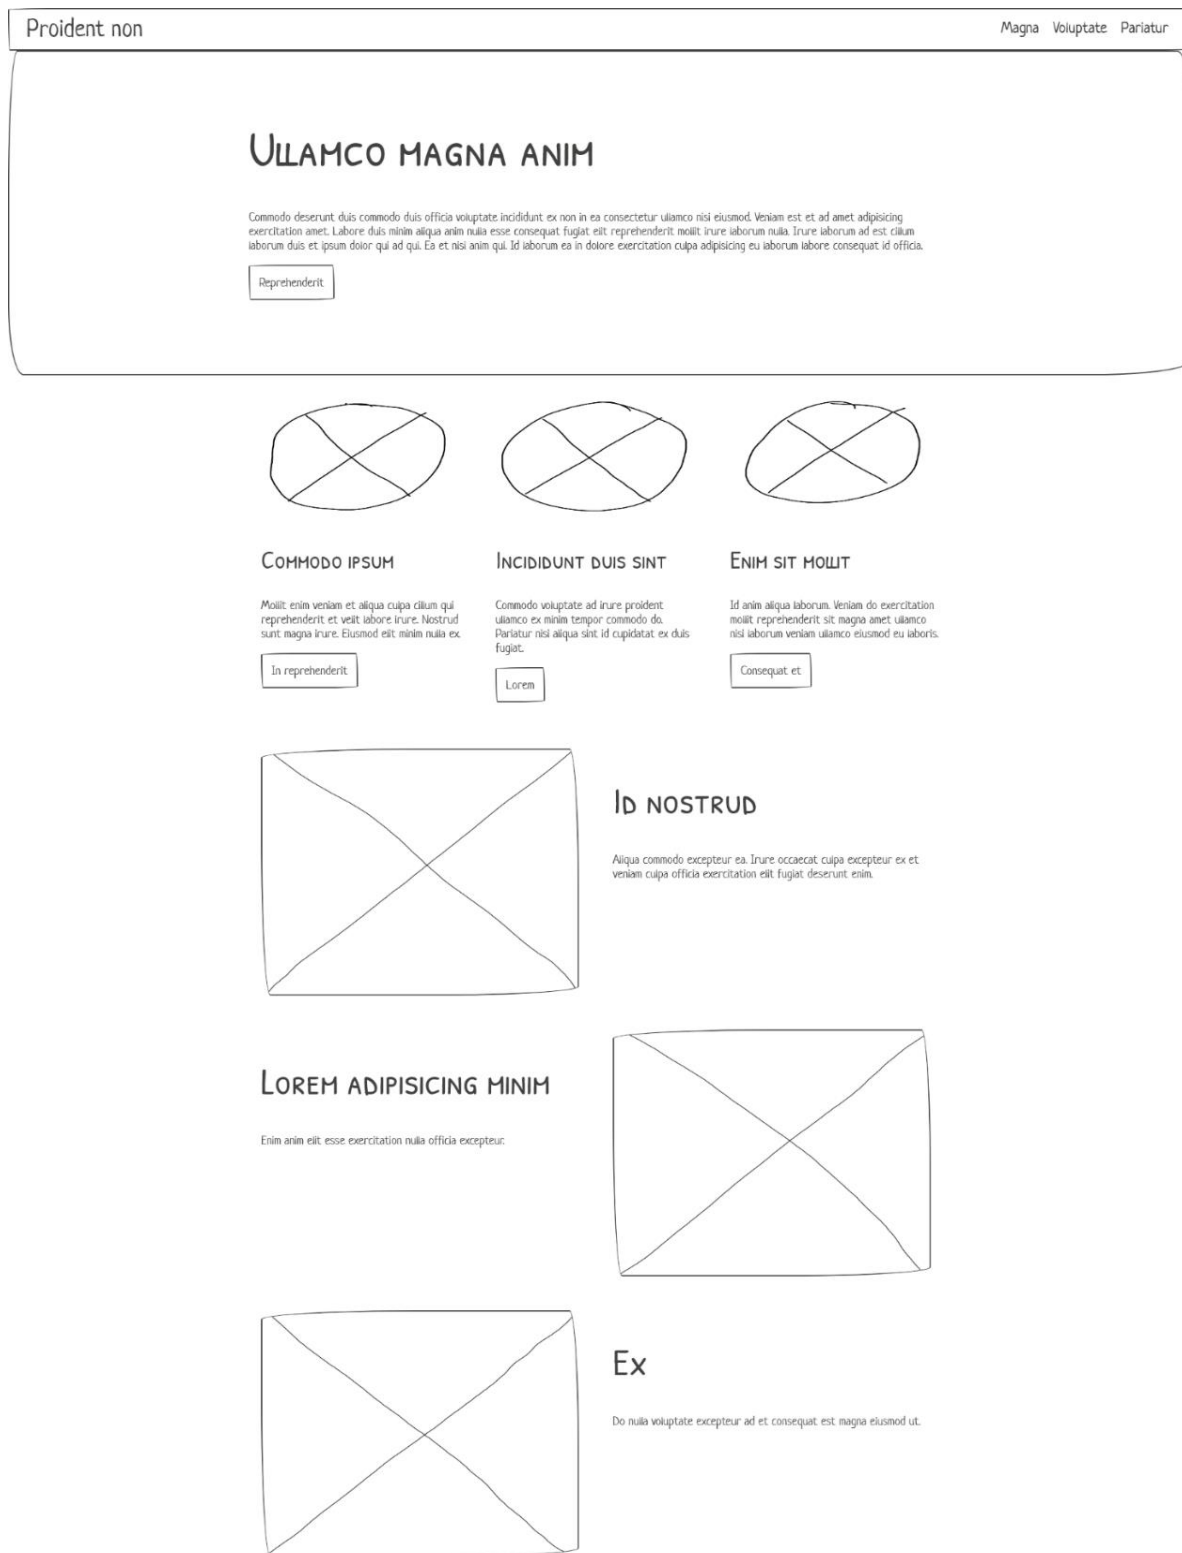 Proident non
Magna Voluptate Pariatur
Ullamco magna anim
Commodo deserunt duis commodo duis officia voluptate incididunt ex non in ea consectetur ullamco nisi eiusmod. Veniam est et ad amet adipisicing
exercitation amet. Labore duis minim aliqua anim nulla esse consequat fugiat elit reprehenderit mollit irure laborum nulla. Irure laborum ad est cillum
laborum duis et ipsum dolor qui ad qui. Ea et nisi anim qui. Id laborum ea in dolore exercitation culpa adipisicing eu laborum labore consequat id officia.
Reprehenderit
Commodo ipsum
Mollit enim veniam et aliqua culpa cillum qui
reprehenderit et velit labore irure. Nostrud
sunt magna irure. Eiusmod elit minim nulla ex.
In reprehenderit
Incididunt duis sint
Commodo voluptate ad irure proident
ullamco ex minim tempor commodo do.
Pariatur nisi aliqua sint id cupidatat ex duis
fugiat.
Lorem
Enim sit mollit
Id anim aliqua laborum. Veniam do exercitation
mollit reprehenderit sit magna amet ullamco
nisi laborum veniam ullamco eiusmod eu laboris.
Consequat et
Id nostrud
Aliqua commodo excepteur ea. Irure occaecat culpa excepteur ex et
veniam culpa officia exercitation elit fugiat deserunt enim.
Lorem adipisicing minim
Enim anim elit esse exercitation nulla officia excepteur.
Ex
Do nulla voluptate excepteur ad et consequat est magna eiusmod ut.